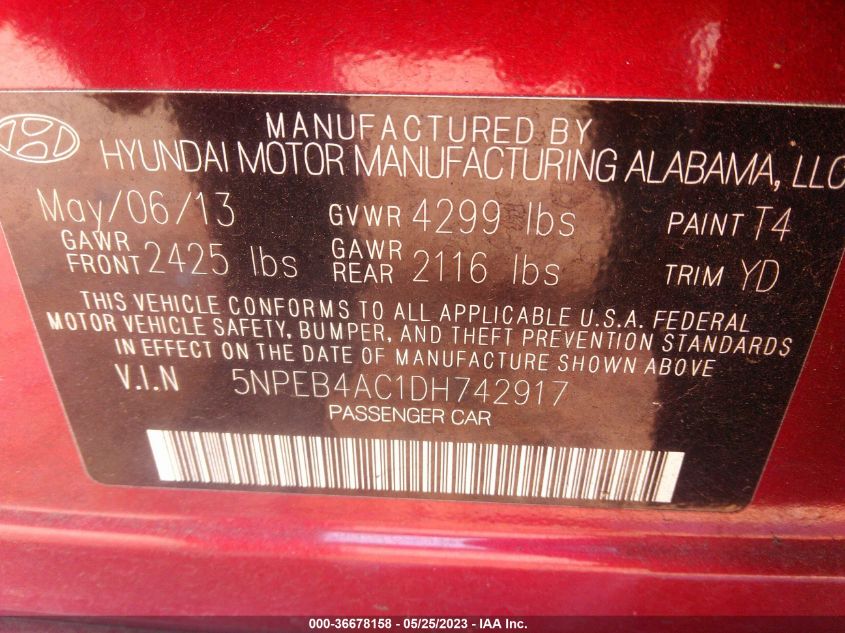 MANUFACTURED BY
HYUNDAI MOTOR MANUFACTURING ALABAMA, LLC
May/06/13 GVWR 4299 lbs PAINT T4
GAWR FRONT 2425 lbs GAWR REAR 2116 lbs TRIM YD
THIS VEHICLE CONFORMS TO ALL APPLICABLE U.S.A. FEDERAL
MOTOR VEHICLE SAFETY, BUMPER, AND THEFT PREVENTION STANDARDS
IN EFFECT ON THE DATE OF MANUFACTURE SHOWN ABOVE.
V.I.N 5NPEB4AC1DH742917
PASSENGER CAR
000-36678158 - 05/25/2023 - IAA Inc.